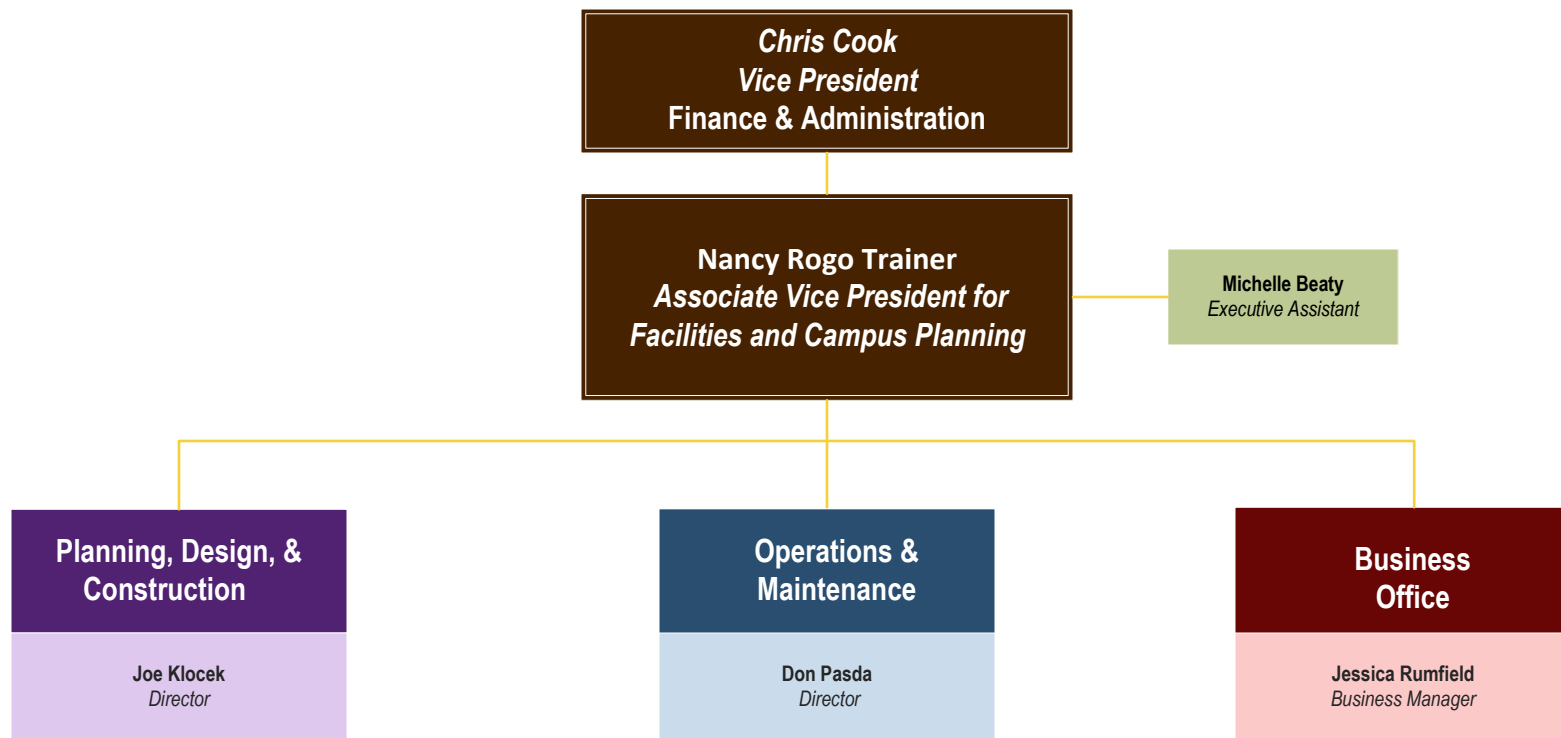 Chris Cook
Vice President
Finance & Administration
Nancy Rogo Trainer
Associate Vice President for
Facilities and Campus Planning
Michelle Beaty
Executive Assistant
Planning, Design, &
Construction
Joe Klocek
Director
Operations &
Maintenance
Don Pasda
Director
Business
Office
Jessica Rumfield
Business Manager